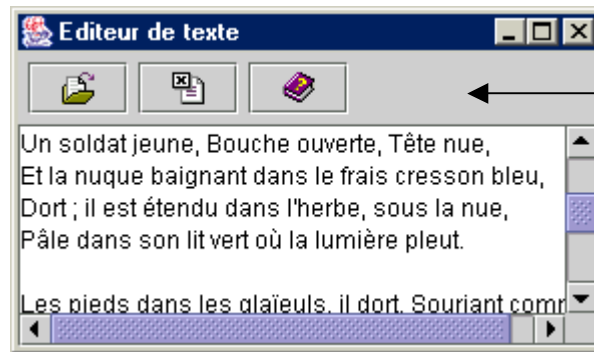 Editeur de texte
Un soldat jeune, Bouche ouverte, Tête nue,
Et la nuque baignant dans le frais cresson bleu,
Dort ; il est étendu dans l'herbe, sous la nue,
Pâle dans son lit vert où la lumière pleut.
Les pieds dans les glaïeuls, il dort. Souriant